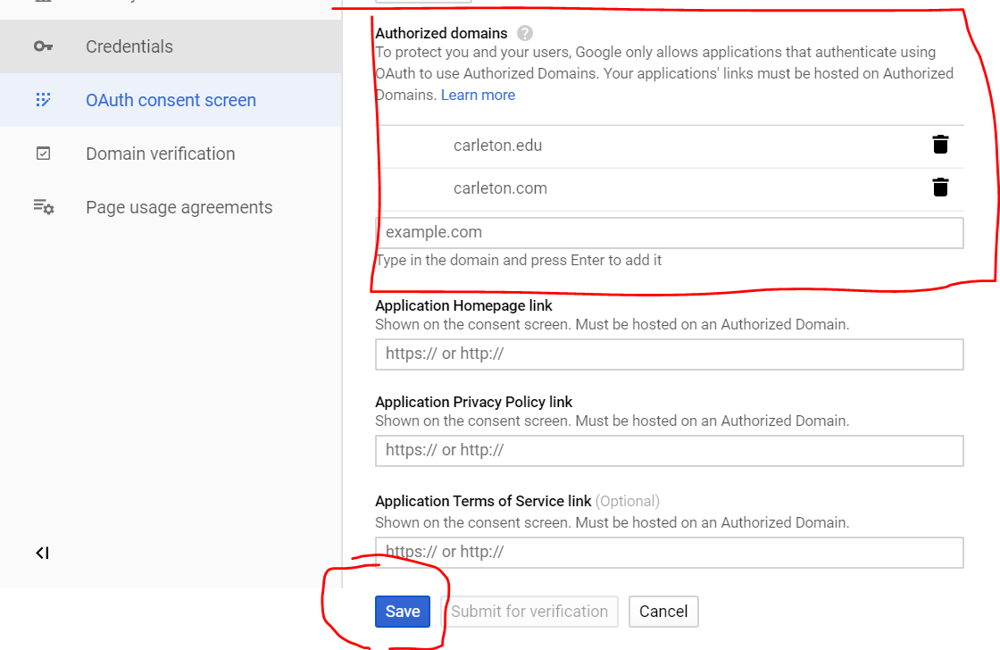 Credentials
OAuth consent screen
Domain verification
Page usage agreements
Authorized domains ?
To protect you and your users, Google only allows applications that authenticate using
OAuth to use Authorized Domains. Your applications' links must be hosted on Authorized
Domains. Learn more
carleton.edu
carleton.com
example.com
Type in the domain and press Enter to add it
Application Homepage link
Shown on the consent screen. Must be hosted on an Authorized Domain.
https:// or http://
Application Privacy Policy link
Shown on the consent screen. Must be hosted on an Authorized Domain.
https:// or http://
Application Terms of Service link (Optional)
Shown on the consent screen. Must be hosted on an Authorized Domain.
https:// or http://
Save Submit for verification Cancel